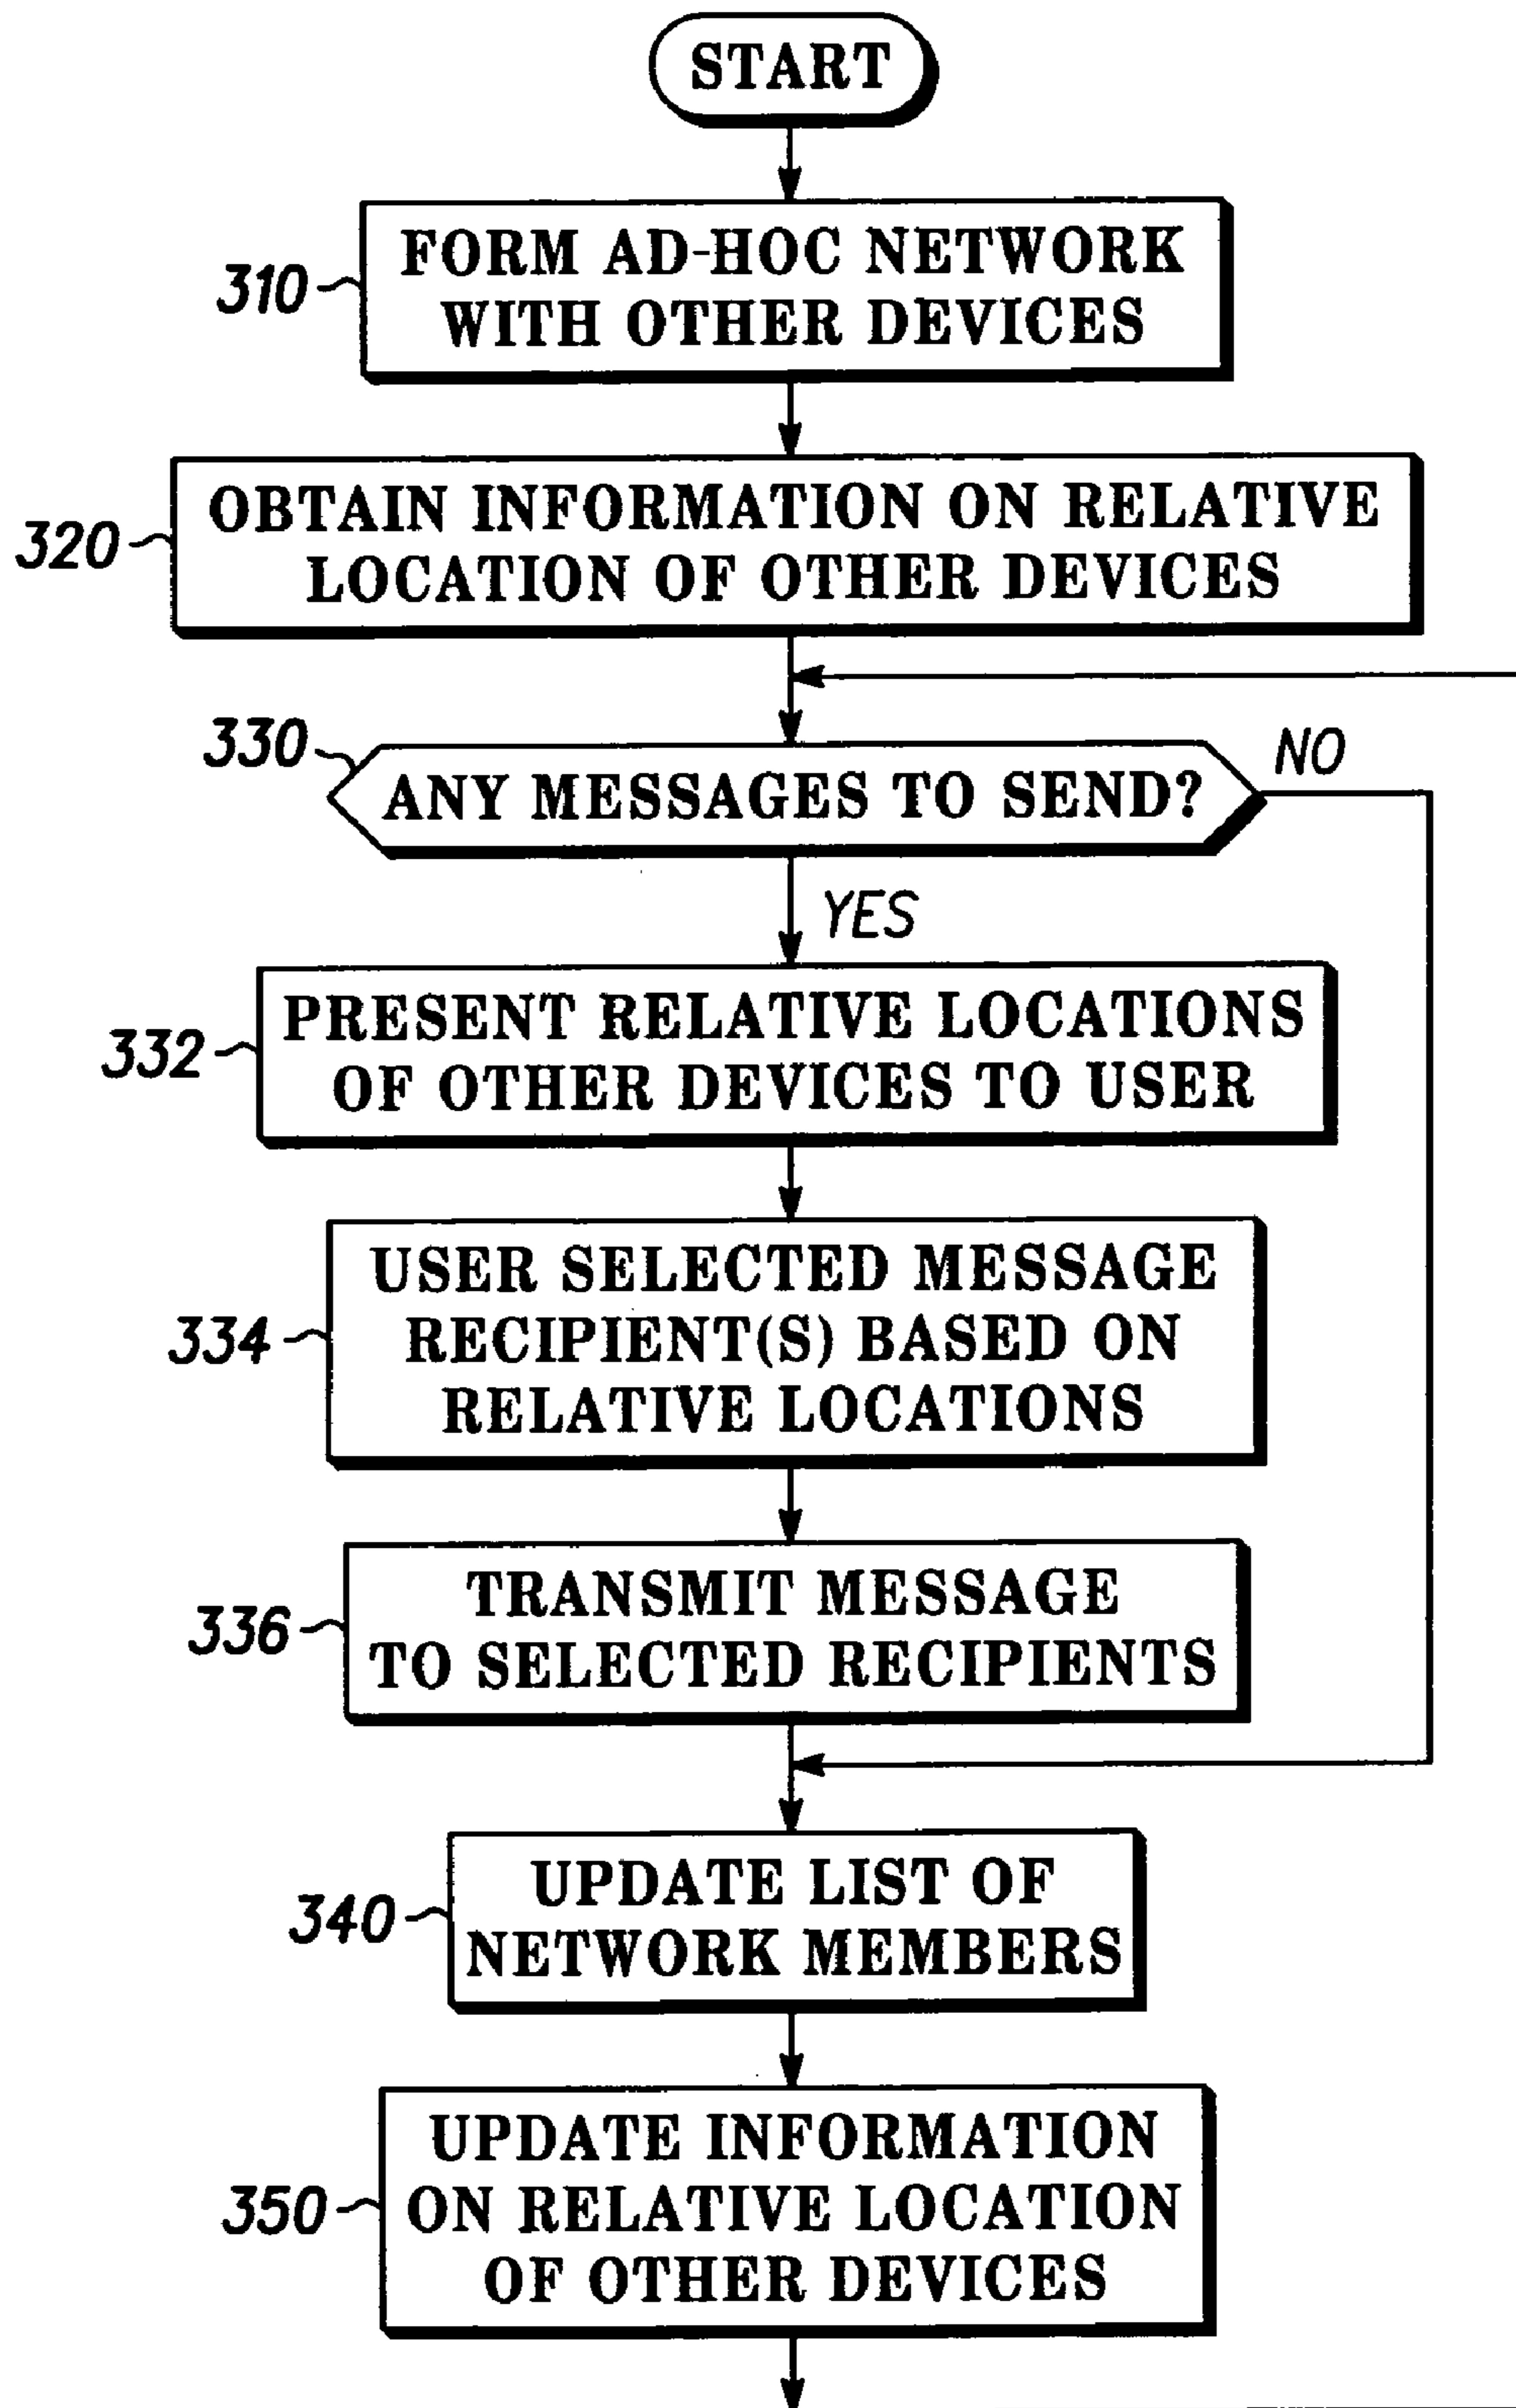 START
310
FORM AD-HOC NETWORK
WITH OTHER DEVICES
320
OBTAIN INFORMATION ON RELATIVE
LOCATION OF OTHER DEVICES
330
ANY MESSAGES TO SEND?
NO
YES
332
PRESENT RELATIVE LOCATIONS
OF OTHER DEVICES TO USER
334
USER SELECTED MESSAGE
RECIPIENT(S) BASED ON
RELATIVE LOCATIONS
336
TRANSMIT MESSAGE
TO SELECTED RECIPIENTS
340
UPDATE LIST OF
NETWORK MEMBERS
350
UPDATE INFORMATION
ON RELATIVE LOCATION
OF OTHER DEVICES